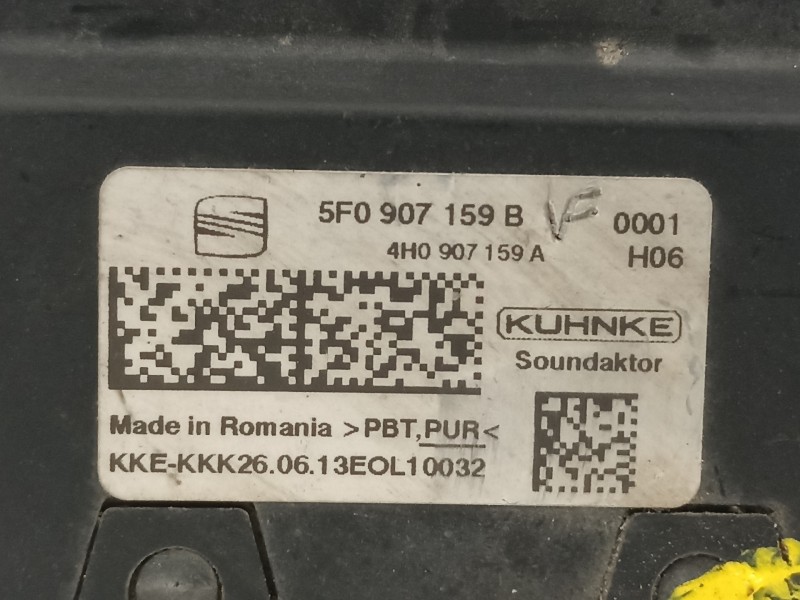 5F0 907 159 B VF 0001
4H0 907 159 A H06
KUHNKE
Soundaktor
Made in Romania >PBT,PUR<
KKE-KKK26.06.13EOL10032